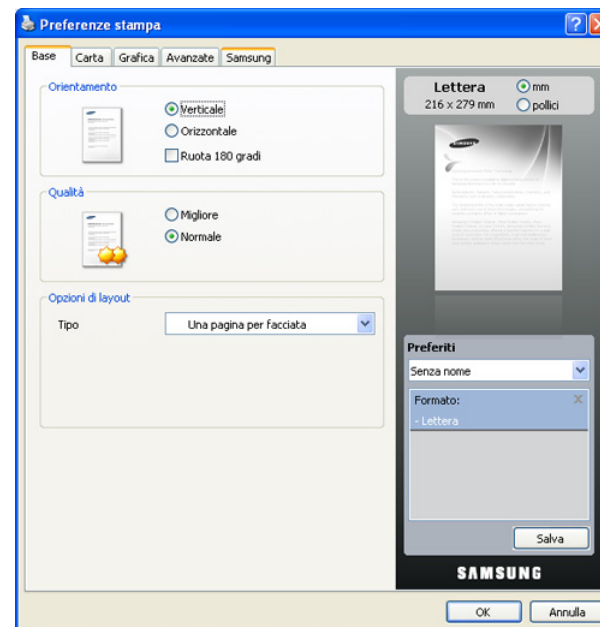 Preferenze stampa
Base Carta Grafica Avanzate Samsung
Orientamento
Verticale
Orizzontale
Ruota 180 gradi
Qualità
Migliore
Normale
Opzioni di layout
Tipo Una pagina per facciata
Lettera
216 x 279 mm
mm
pollici
SAMSUNG
Preferiti
Senza nome
Formato:
- Lettera
Salva
SAMSUNG
OK Annulla